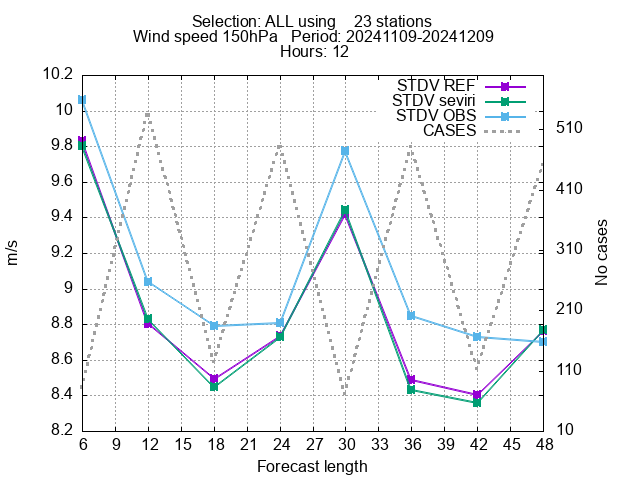 Selection: ALL using    23 stations
Wind speed 150hPa   Period: 20241109-20241209
Hours: 12
STDV REF
STDV seviri
STDV OBS
CASES
10.2
10
9.8
9.6
9.4
9.2
9
8.8
8.6
8.4
8.2
m/s
510
410
310
210
110
10
No cases
6 9 12 15 18 21 24 27 30 33 36 39 42 45 48
Forecast length